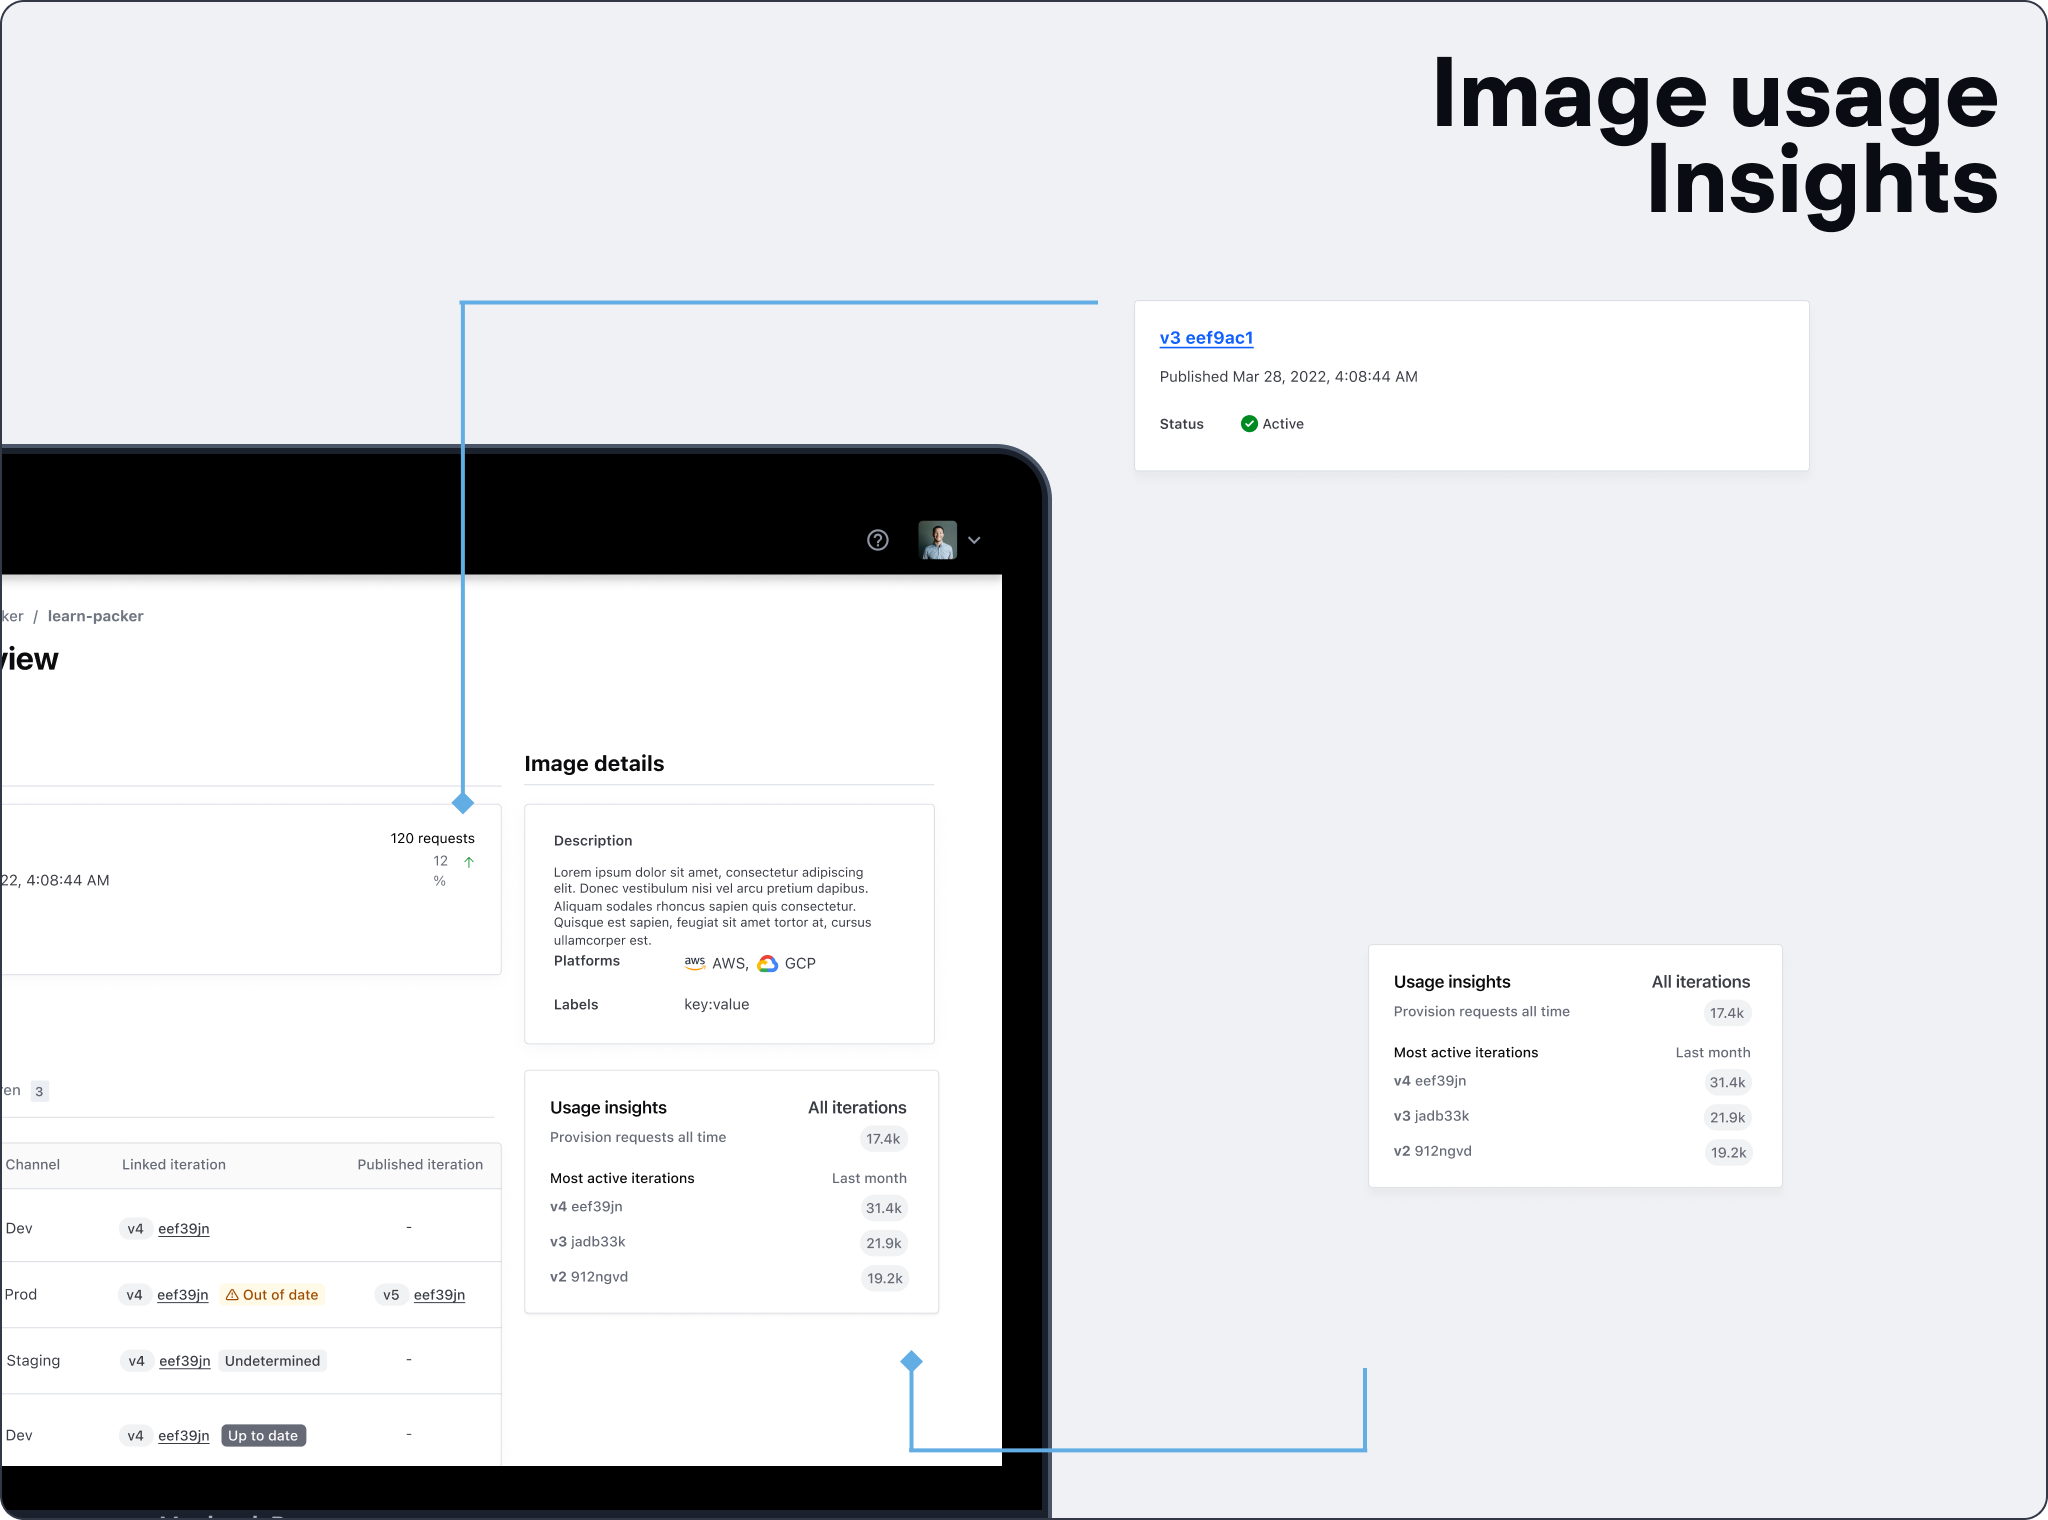 Image usage
Insights
v3 eef9ac1
Published Mar 28, 2022, 4:08:44 AM
Status Active
ker / learn-packer
view
Image details
120 requests
12
%
22, 4:08:44 AM
Description
Lorem ipsum dolor sit amet, consectetur adipiscing
elit. Donec vestibulum nisi vel arcu pretium dapibus.
Aliquam sodales rhoncus sapien quis consectetur.
Quisque est sapien, feugiat sit amet tortor at, cursus
ullamcorper est.
Platforms aws AWS, GCP
Labels key:value
ren 3
Channel Linked iteration Published iteration
Dev v4 eef39jn -
Prod v4 eef39jn Out of date v5 eef39jn
Staging v4 eef39jn Undetermined -
Dev v4 eef39jn Up to date -
Usage insights All iterations
Provision requests all time 17.4k
Most active iterations Last month
v4 eef39jn 31.4k
v3 jadb33k 21.9k
v2 912ngvd 19.2k
Usage insights All iterations
Provision requests all time 17.4k
Most active iterations Last month
v4 eef39jn 31.4k
v3 jadb33k 21.9k
v2 912ngvd 19.2k